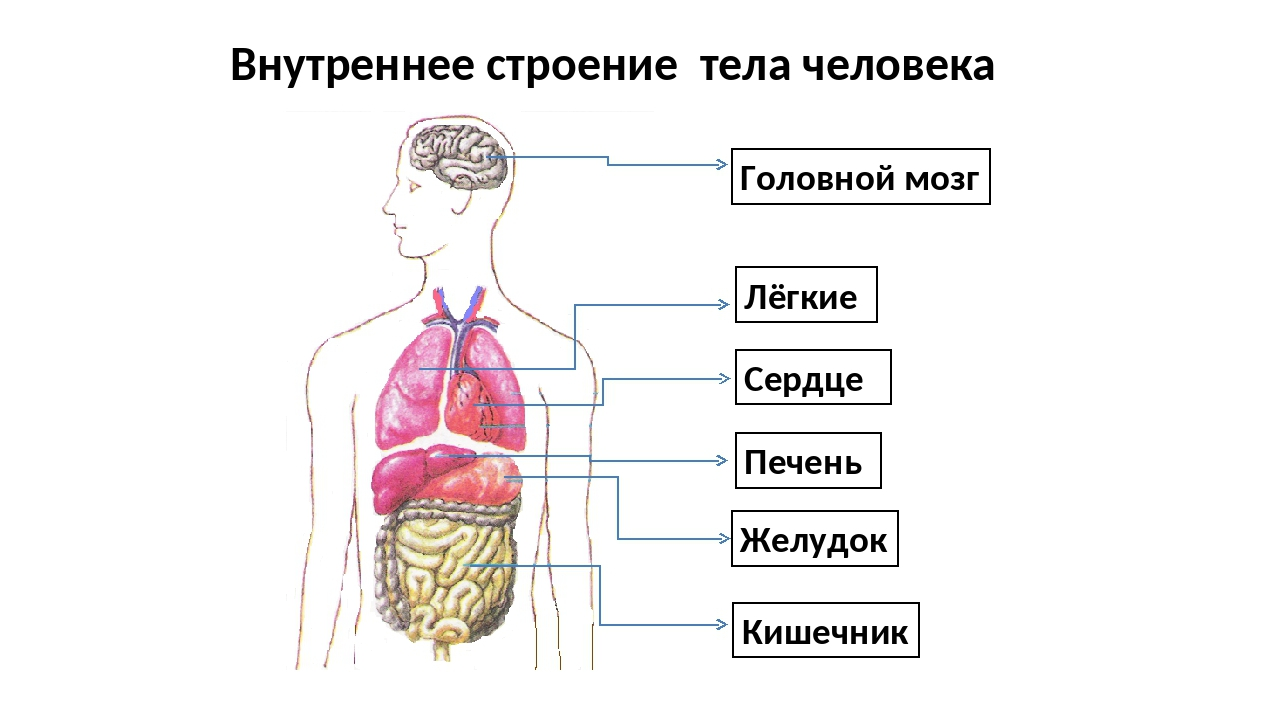 Внутреннее строение  тела человека
Головной мозг
Лёгкие
Сердце
Печень
Желудок
Кишечник